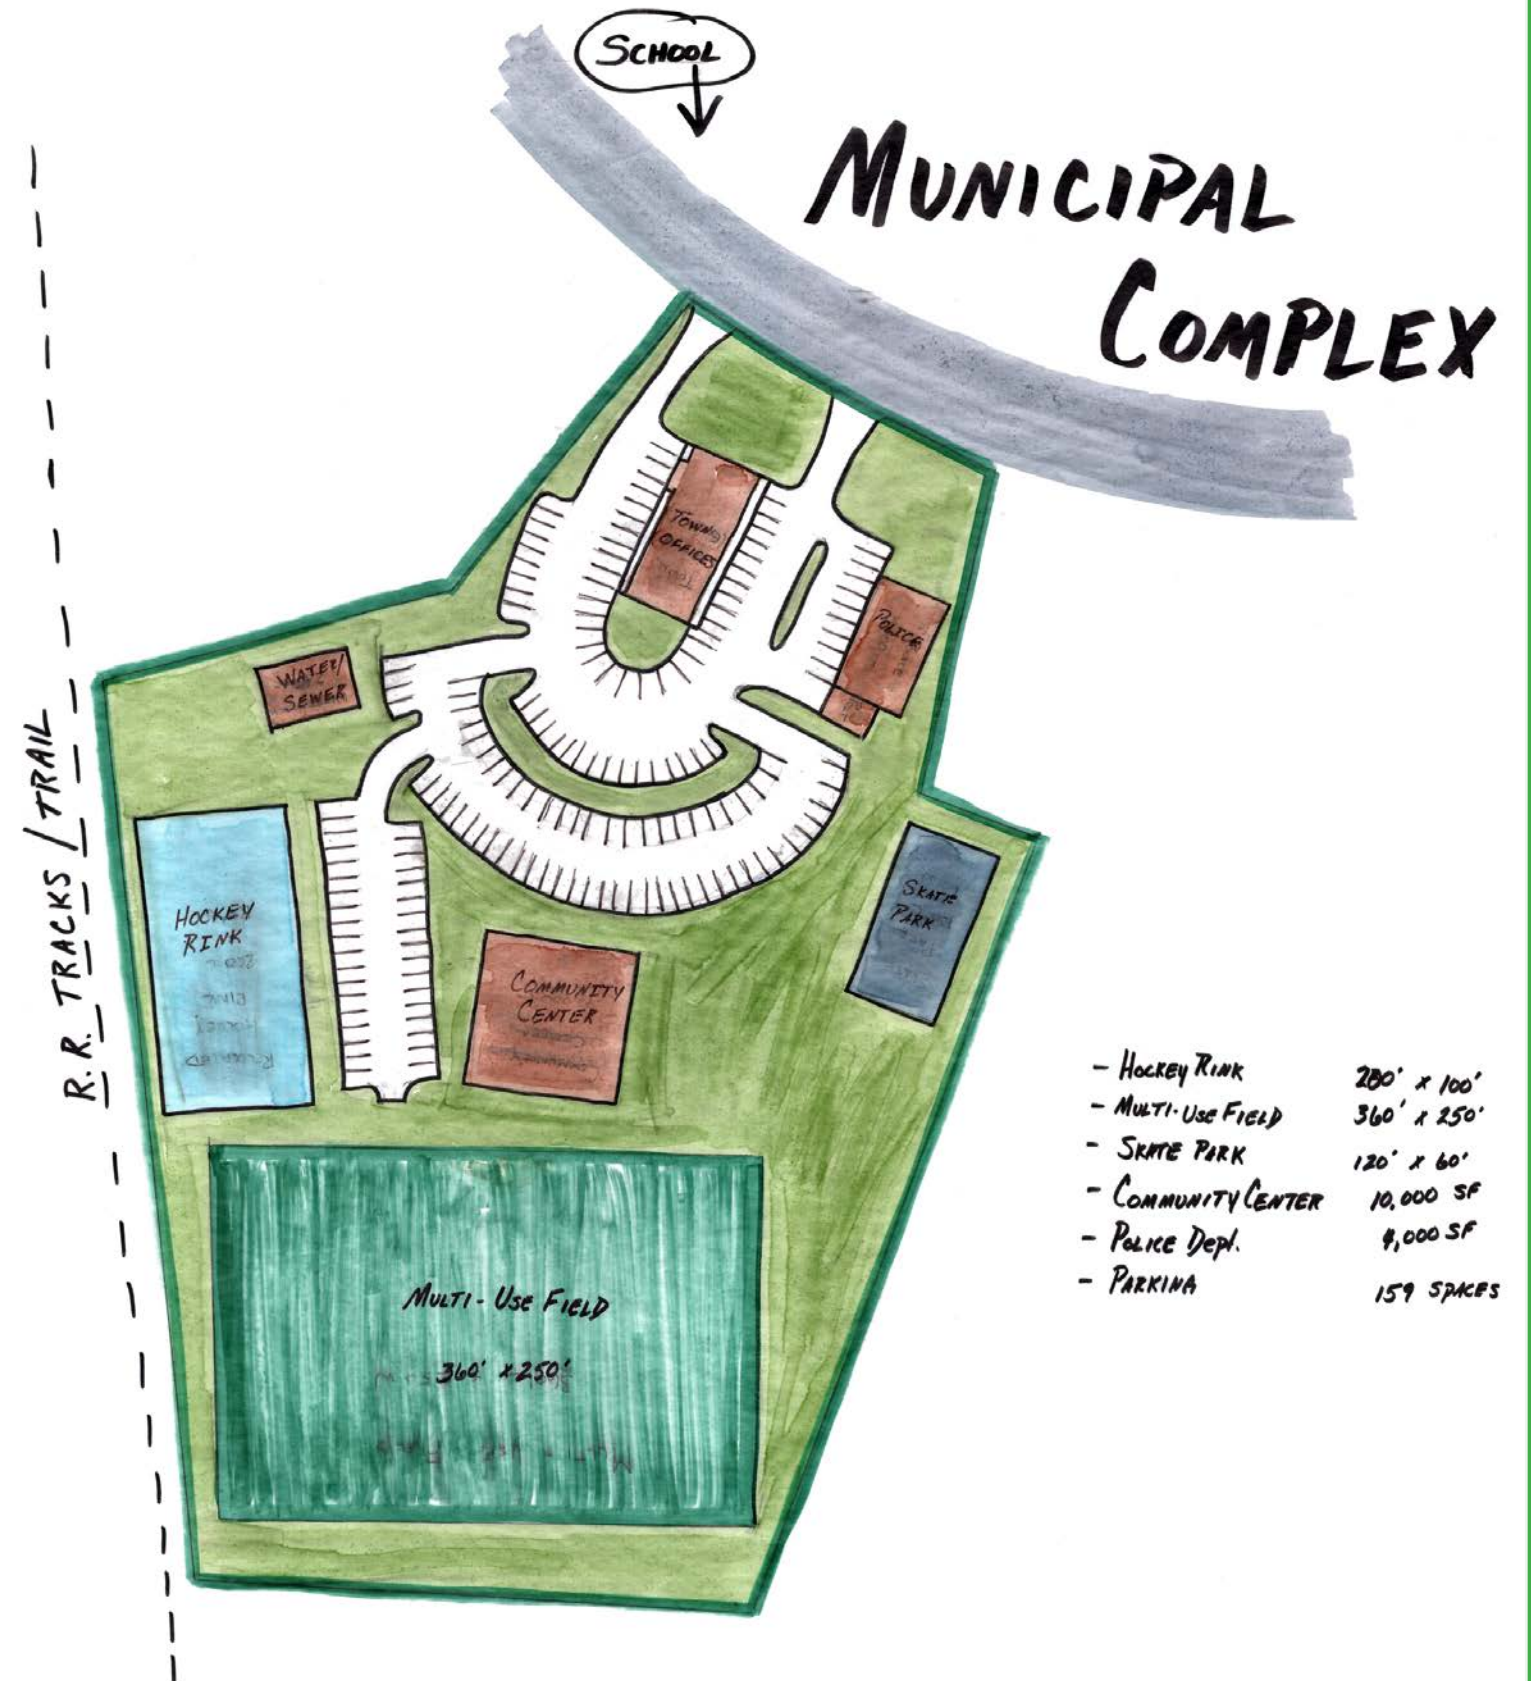 SCHOOL
MUNICIPAL
COMPLEX
TOWN
OFFICES
POLICE
WATER/
SEWER
R.R. TRACKS / TRAIL
HOCKEY
RINK
SKATE
PARK
COMMUNITY
CENTER
- HOCKEY RINK 200' x 100'
- MULTI-USE FIELD 360' x 250'
- SKATE PARK 120' x 60'
- COMMUNITY CENTER 10,000 SF
- POLICE Dept. 4,000 SF
- PARKING 159 SPACES
MULTI-USE FIELD
360' x 250'